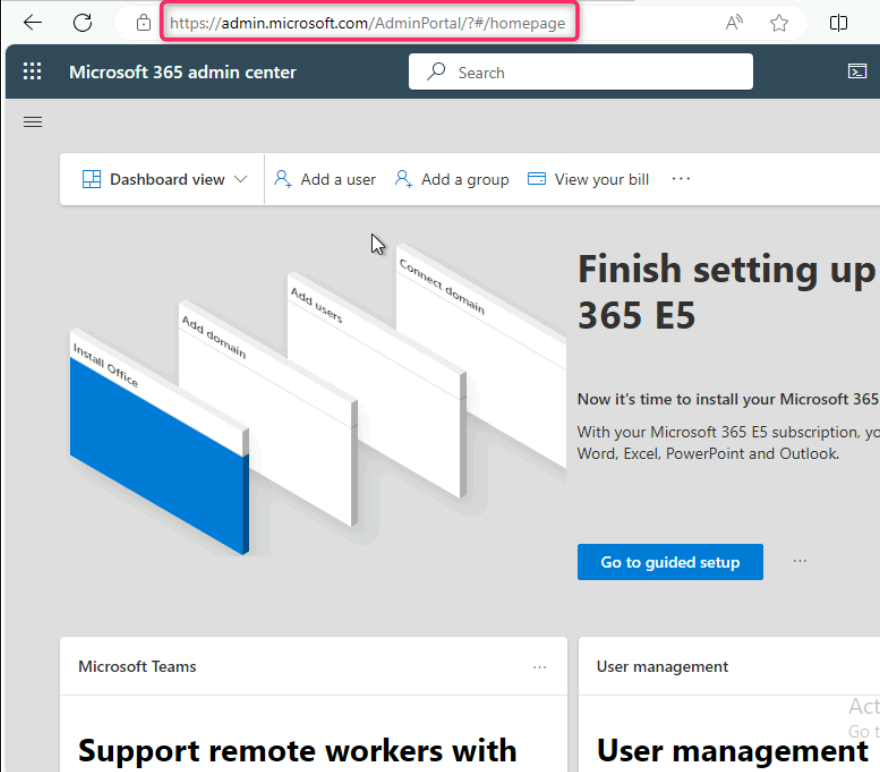 https://admin.microsoft.com/AdminPortal/?#/homepage
Microsoft 365 admin center
Search
Dashboard view
Add a user
Add a group
View your bill
Connect domain
Add users
Add domain
Install Office
Finish setting up
365 E5
Now it's time to install your Microsoft 365
With your Microsoft 365 E5 subscription, yo
Word, Excel, PowerPoint and Outlook.
Go to guided setup
Microsoft Teams
User management
Act
Go t
Support remote workers with
User management